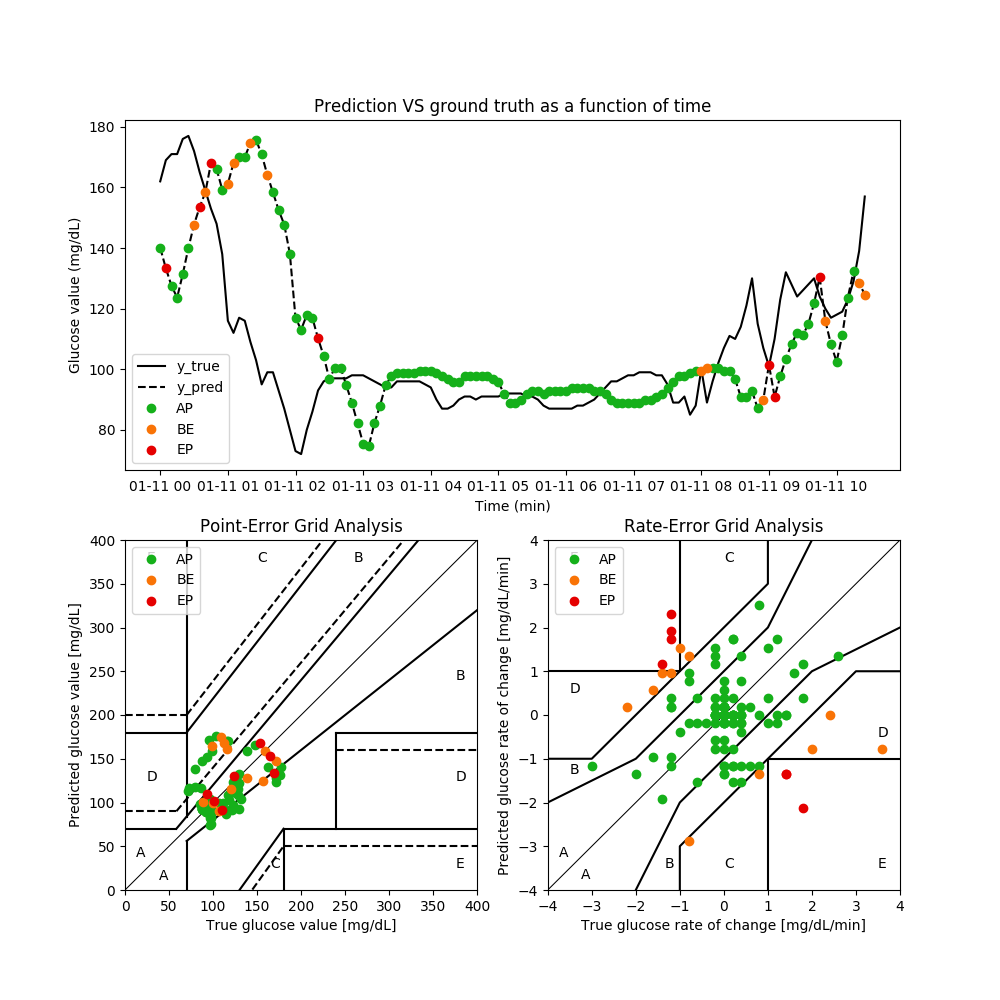 Prediction VS ground truth as a function of time
Glucose value (mg/dL)
180
160
140
120
100
80
y_true
y_pred
AP
BE
EP
01-11 00 01-11 01 01-11 02 01-11 03 01-11 04 01-11 05 01-11 06 01-11 07 01-11 08 01-11 09 01-11 10
Time (min)
Point-Error Grid Analysis
Predicted glucose value [mg/dL]
400
350
300
250
200
150
100
50
0
AP
BE
EP
C
B
B
D
D
A
A
C
E
0 50 100 150 200 250 300 350 400
True glucose value [mg/dL]
Rate-Error Grid Analysis
Predicted glucose rate of change [mg/dL/min]
4
3
2
1
0
−1
−2
−3
−4
AP
BE
EP
C
D
D
B
A
A
B
C
E
−4 −3 −2 −1 0 1 2 3 4
True glucose rate of change [mg/dL/min]